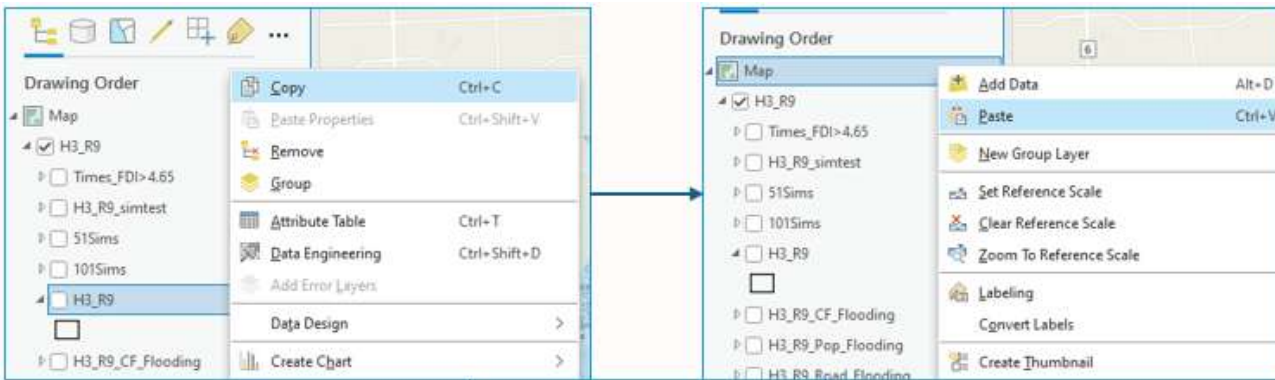 Drawing Order
Map
H3_R9
Times_FDI>4.65
H3_R9_simtest
51Sims
101Sims
H3_R9
H3_R9_CF_Flooding
Copy Ctrl+C
Paste Properties Ctrl+Shift+V
Remove
Group
Attribute Table Ctrl+T
Data Engineering Ctrl+Shift+D
Add Error Layers
Data Design
Create Chart
Drawing Order
Map
H3_R9
Times_FDI>4.65
H3_R9_simtest
51Sims
101Sims
H3_R9
H3_R9_CF_Flooding
H3_R9_Pop_Flooding
H3_R9_Road_Flooding
6
Add Data Alt+D
Paste Ctrl+V
New Group Layer
Set Reference Scale
Clear Reference Scale
Zoom To Reference Scale
Labeling
Convert Labels
Create Thumbnail